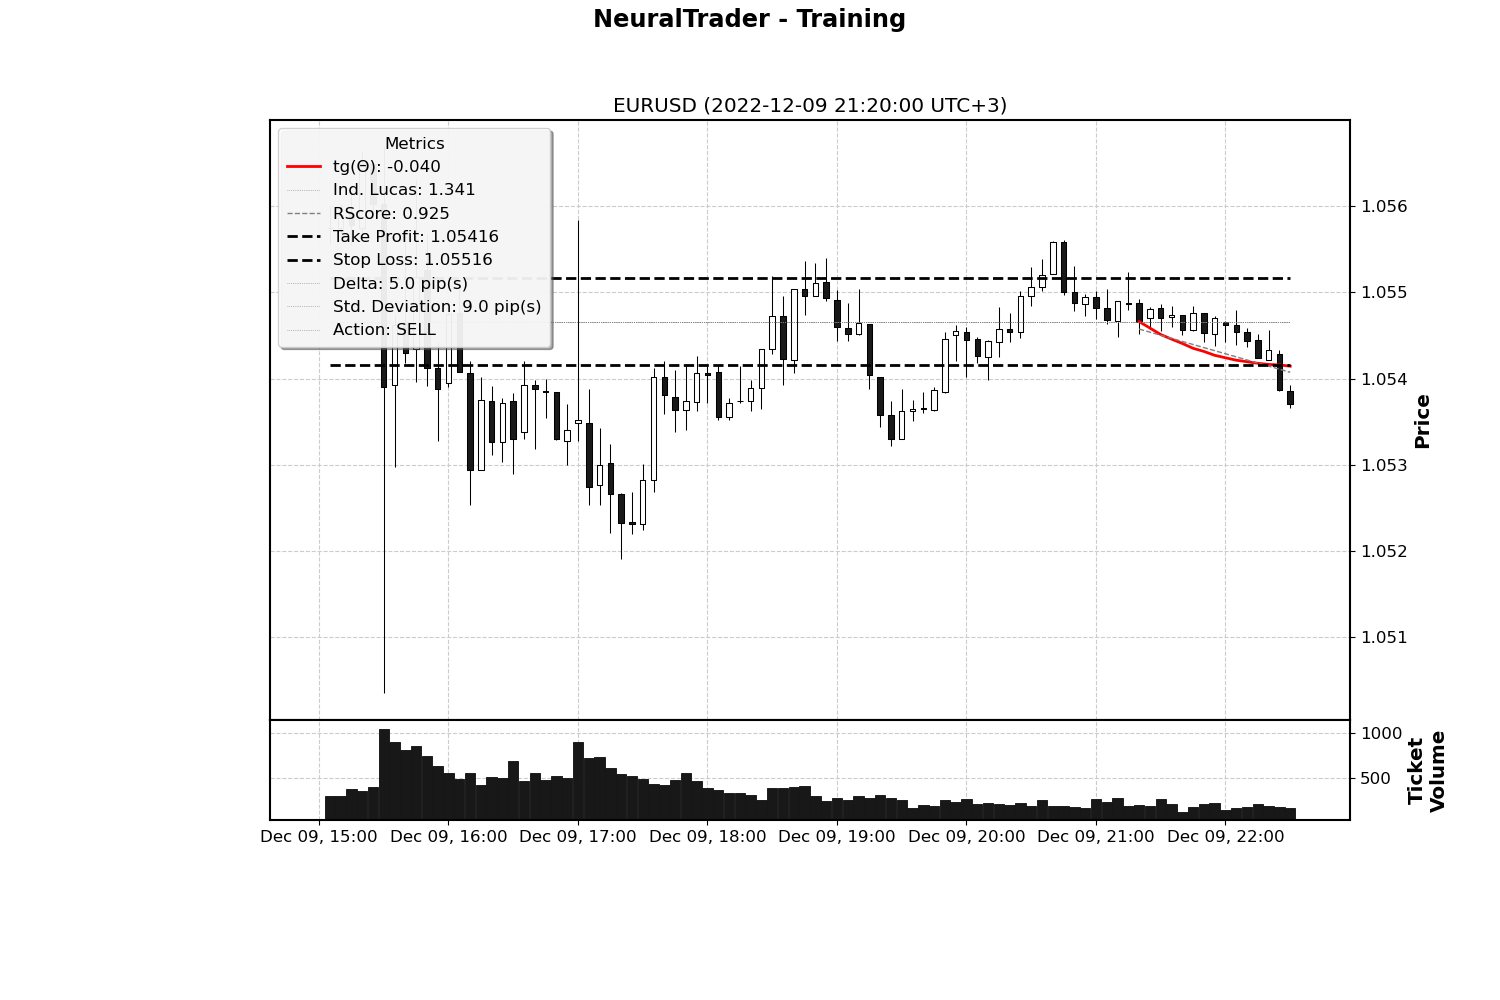 NeuralTrader - Training
EURUSD (2022-12-09 21:20:00 UTC+3)
Metrics
tg(Θ): -0.040
Ind. Lucas: 1.341
RScore: 0.925
Take Profit: 1.05416
Stop Loss: 1.05516
Delta: 5.0 pip(s)
Std. Deviation: 9.0 pip(s)
Action: SELL
1.056
1.055
1.054
1.053
1.052
1.051
Price
1000
500
Ticket
Volume
Dec 09, 15:00 Dec 09, 16:00 Dec 09, 17:00 Dec 09, 18:00 Dec 09, 19:00 Dec 09, 20:00 Dec 09, 21:00 Dec 09, 22:00